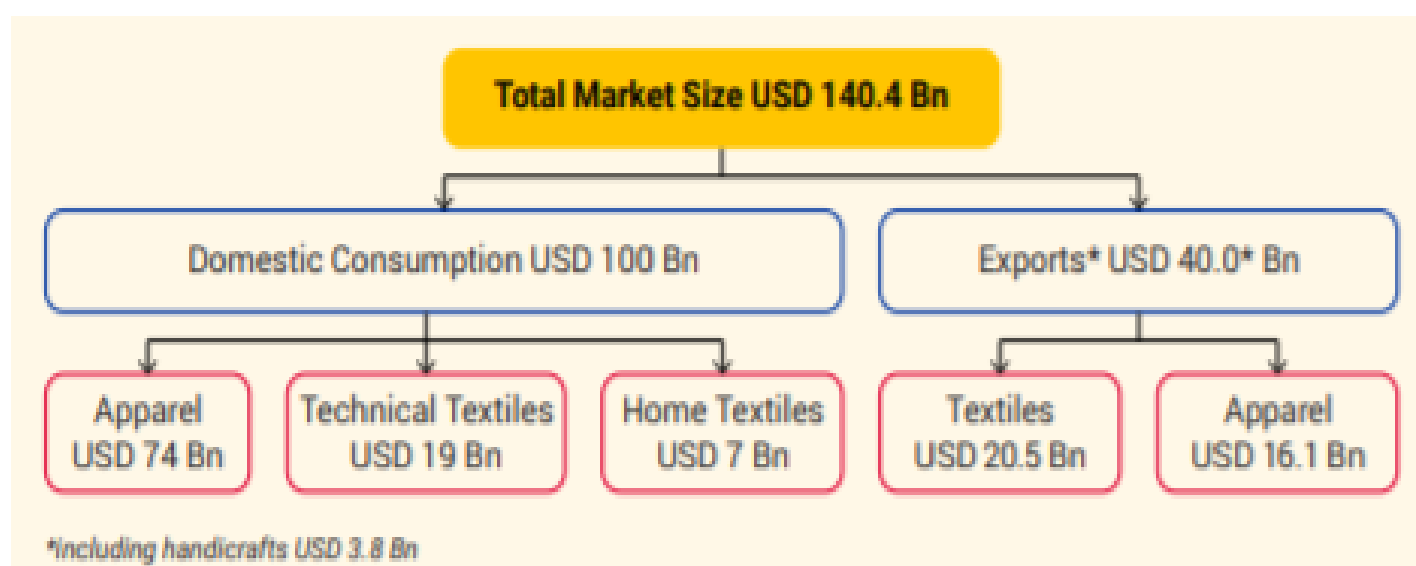 Total Market Size USD 140.4 Bn
Domestic Consumption USD 100 Bn
Exports* USD 40.0* Bn
Apparel
USD 74 Bn
Technical Textiles
USD 19 Bn
Home Textiles
USD 7 Bn
Textiles
USD 20.5 Bn
Apparel
USD 16.1 Bn
*including handicrafts USD 3.8 Bn